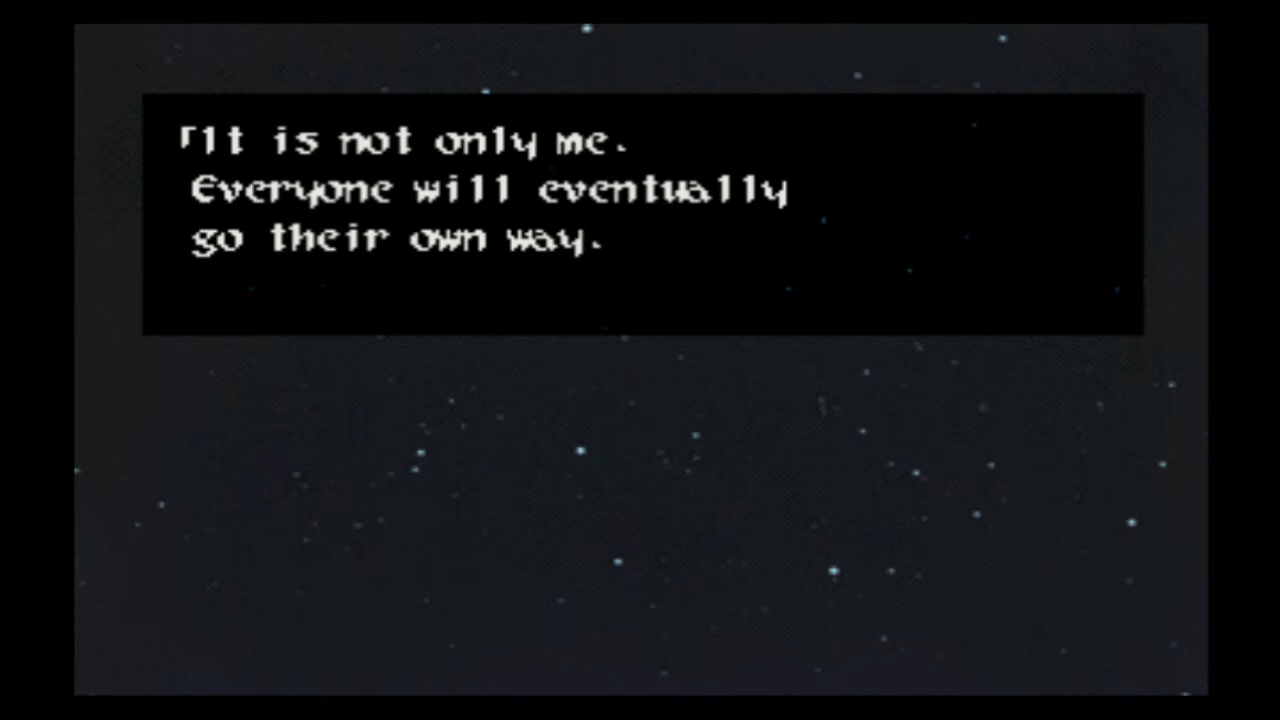 「It is not only me.
Everyone will eventually
go their own way.